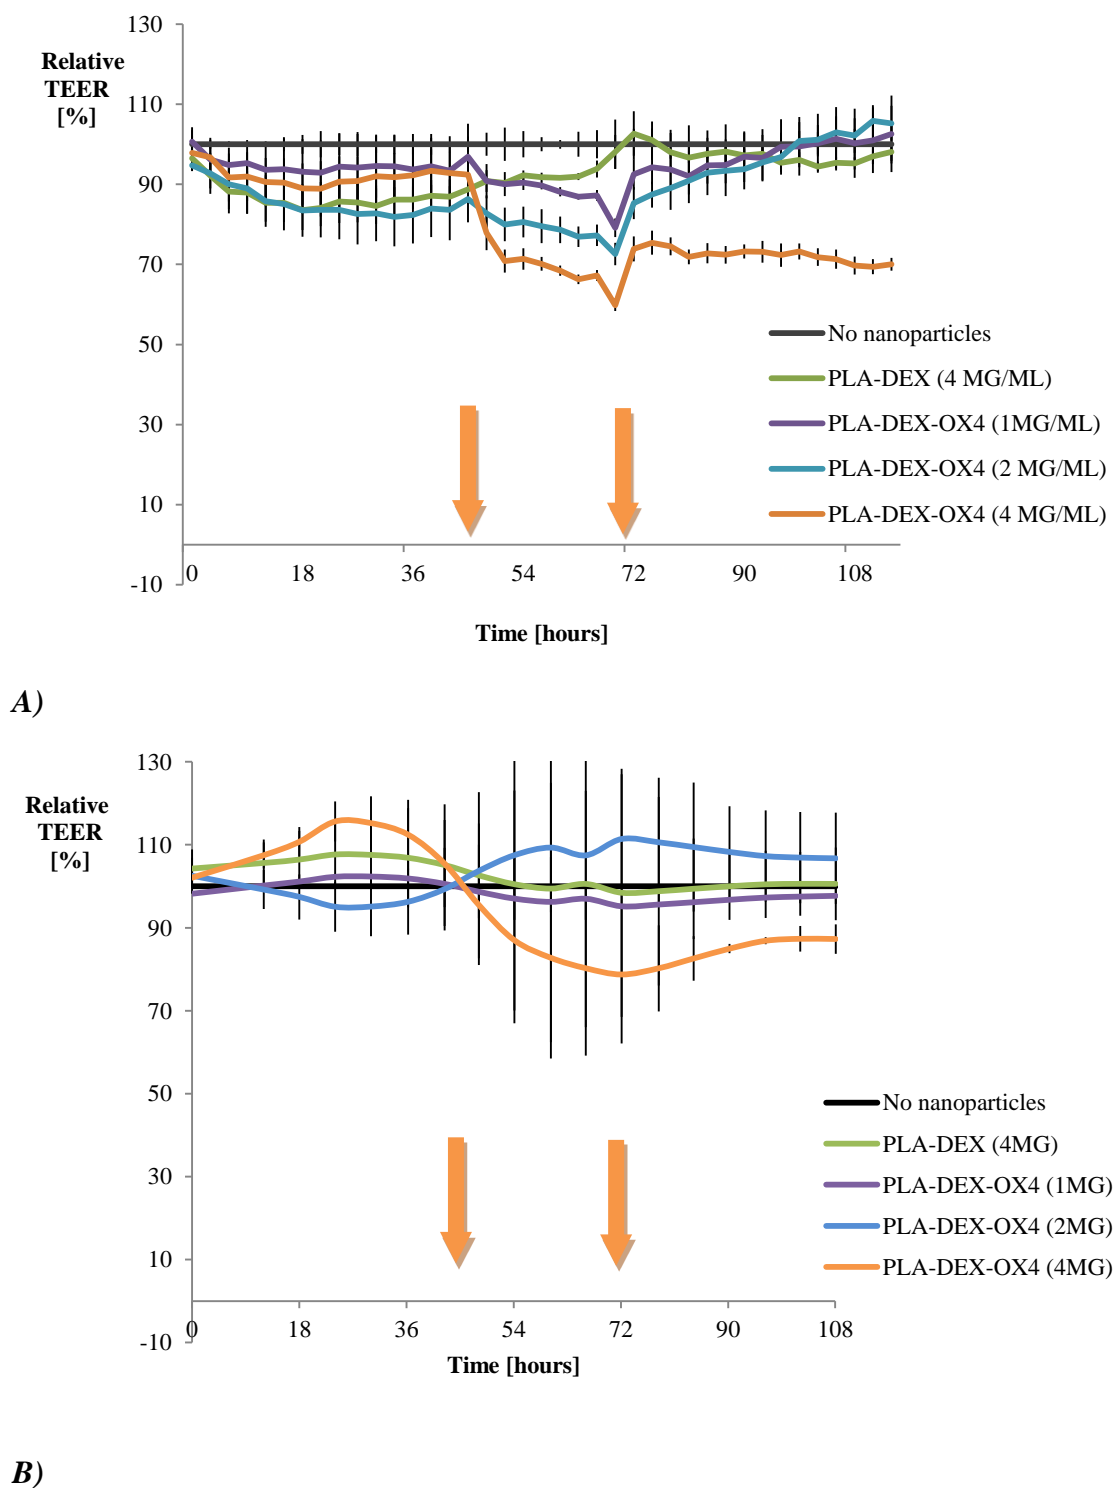 130
Relative
TEER
[%]
110
90
70
50
30
10
-10
No nanoparticles
PLA-DEX (4 MG/ML)
PLA-DEX-OX4 (1MG/ML)
PLA-DEX-OX4 (2 MG/ML)
PLA-DEX-OX4 (4 MG/ML)
0 18 36 54 72 90 108
Time [hours]
A)
130
Relative
TEER
[%]
110
90
70
50
30
10
-10
No nanoparticles
PLA-DEX (4MG)
PLA-DEX-OX4 (1MG)
PLA-DEX-OX4 (2MG)
PLA-DEX-OX4 (4MG)
0 18 36 54 72 90 108
Time [hours]
B)